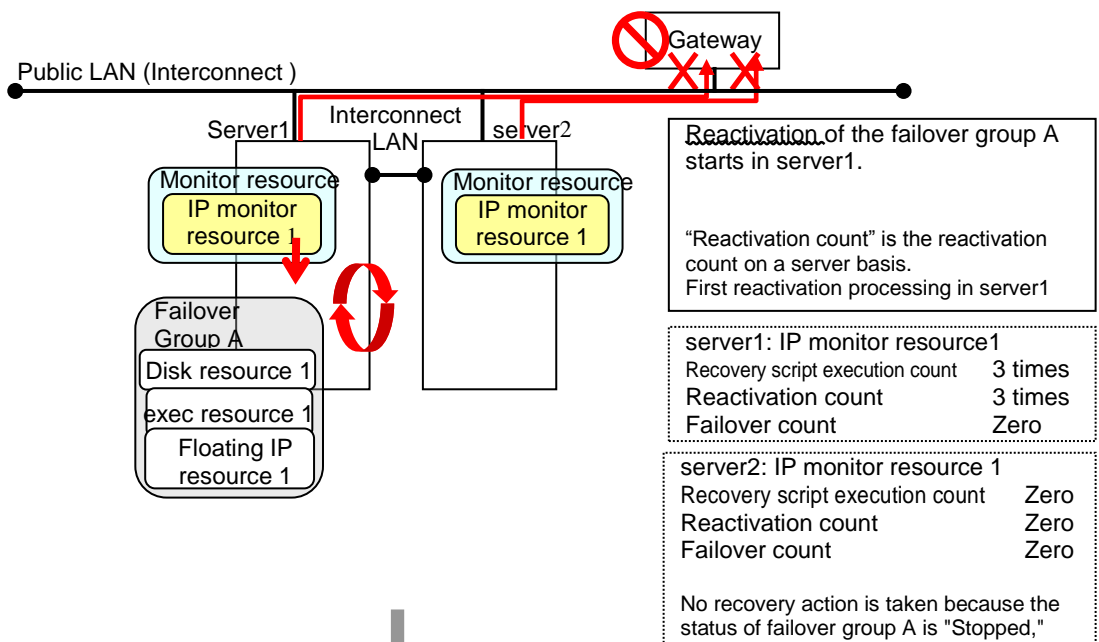 Gateway
Public LAN (Interconnect )
Interconnect
LAN
Server1
server2
Monitor resource
IP monitor
resource 1
Monitor resource
IP monitor
resource 1
Failover
Group A
Disk resource 1
exec resource 1
Floating IP
resource 1
Reactivation of the failover group A
starts in server1.
“Reactivation count” is the reactivation
count on a server basis.
First reactivation processing in server1
server1: IP monitor resource1
Recovery script execution count 3 times
Reactivation count 3 times
Failover count Zero
server2: IP monitor resource 1
Recovery script execution count Zero
Reactivation count Zero
Failover count Zero
No recovery action is taken because the
status of failover group A is "Stopped,"